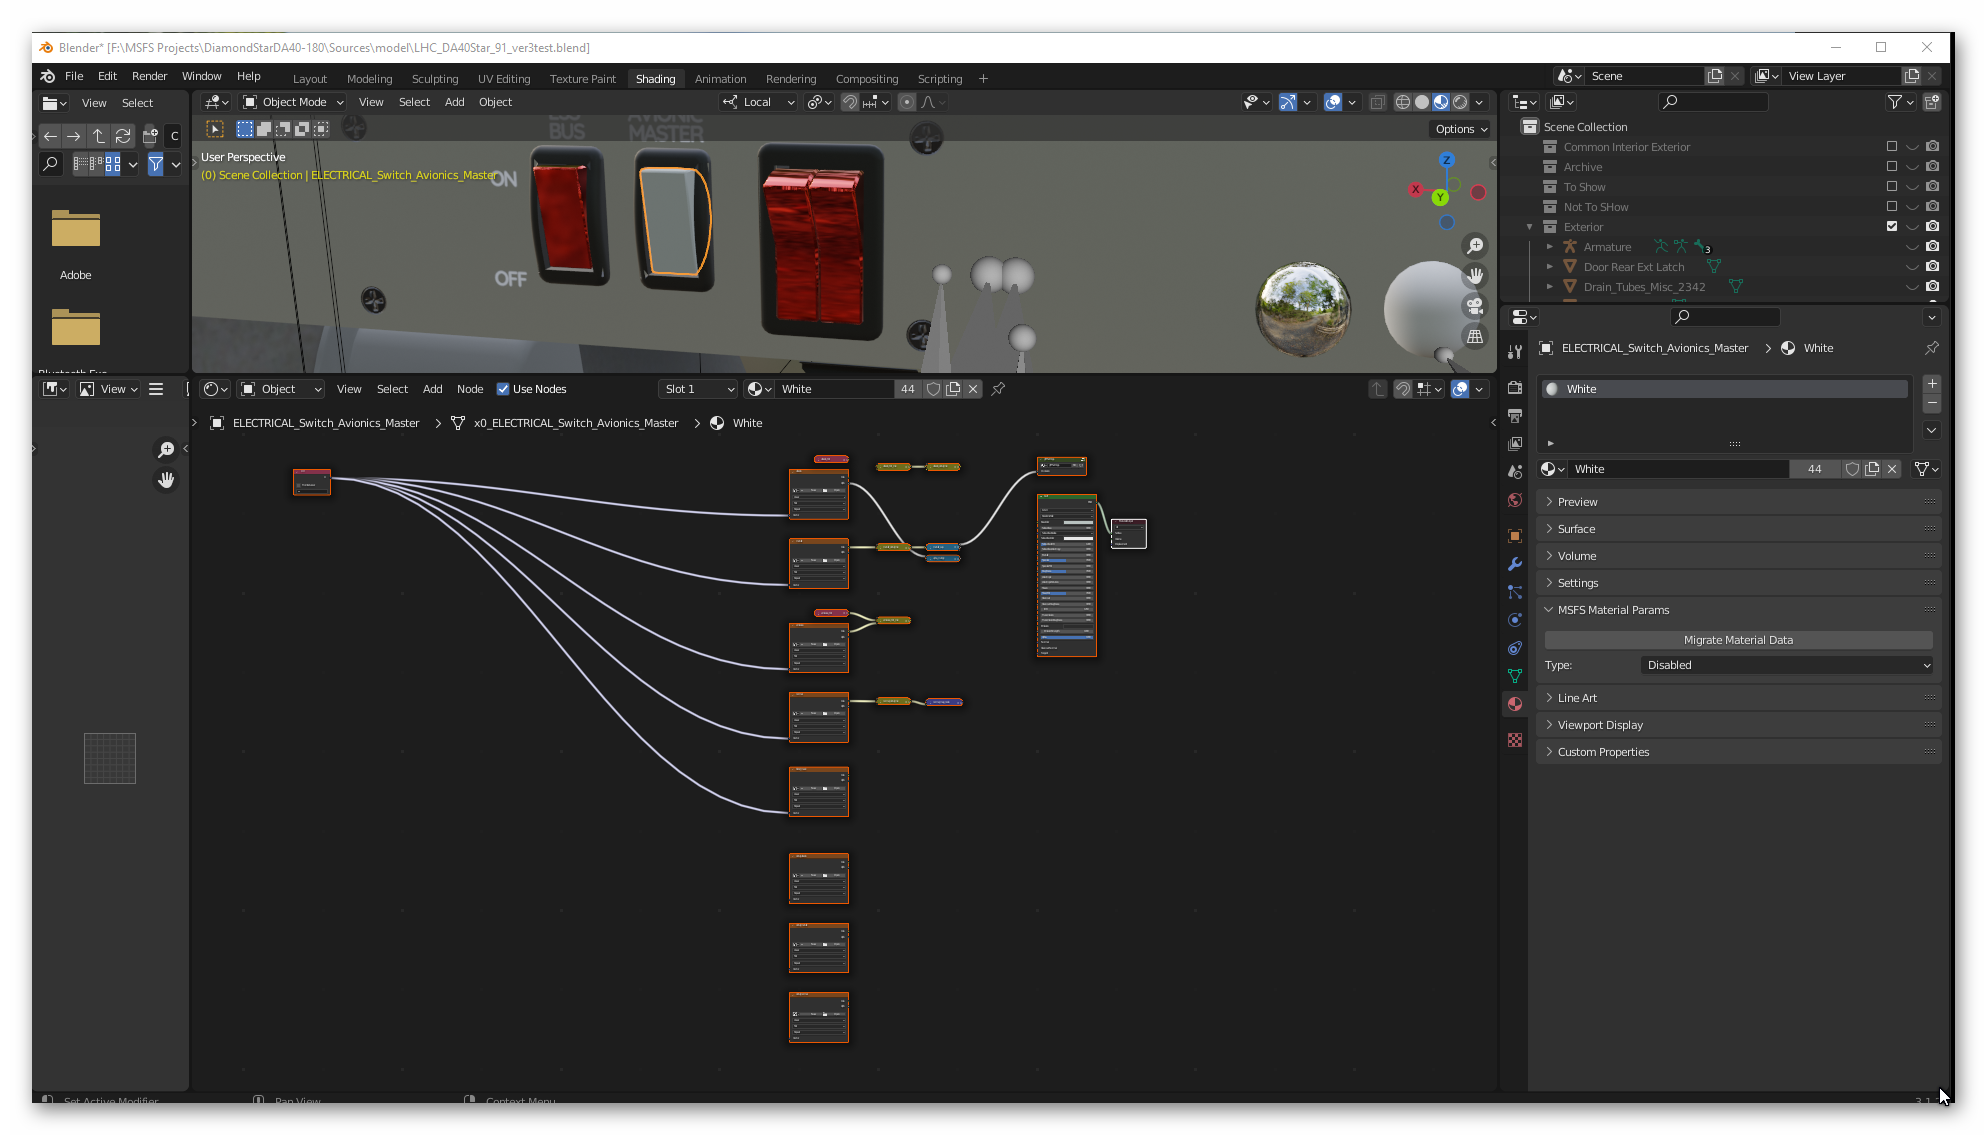 Blender* [F:\MSFS Projects\DiamondStarDA40-180\Sources\model\LHC_DA40Star_91_ver3test.blend]
File Edit Render Window Help Layout Modeling Sculpting UV Editing Texture Paint Shading Animation Rendering Compositing Scripting + Scene View Layer
View Select Object Mode View Select Add Object Local
C Options
BUS
AVIONIC
MASTER
User Perspective
(0) Scene Collection | ELECTRICAL_Switch_Avionics_Master
ON
OFF
X Y Z
Adobe
Scene Collection
Common Interior Exterior
Archive
To Show
Not To SHow
Exterior
Armature 3
Door Rear Ext Latch
Drain_Tubes_Misc_2342
View Object View Select Add Node Use Nodes Slot 1 White 44
ELECTRICAL_Switch_Avionics_Master > x0_ELECTRICAL_Switch_Avionics_Master > White
ELECTRICAL_Switch_Avionics_Master > White
White
White 44
Preview
Surface
Volume
Settings
MSFS Material Params
Migrate Material Data
Type: Disabled
Line Art
Viewport Display
Custom Properties
Set Active Modifier Pan View Context Menu